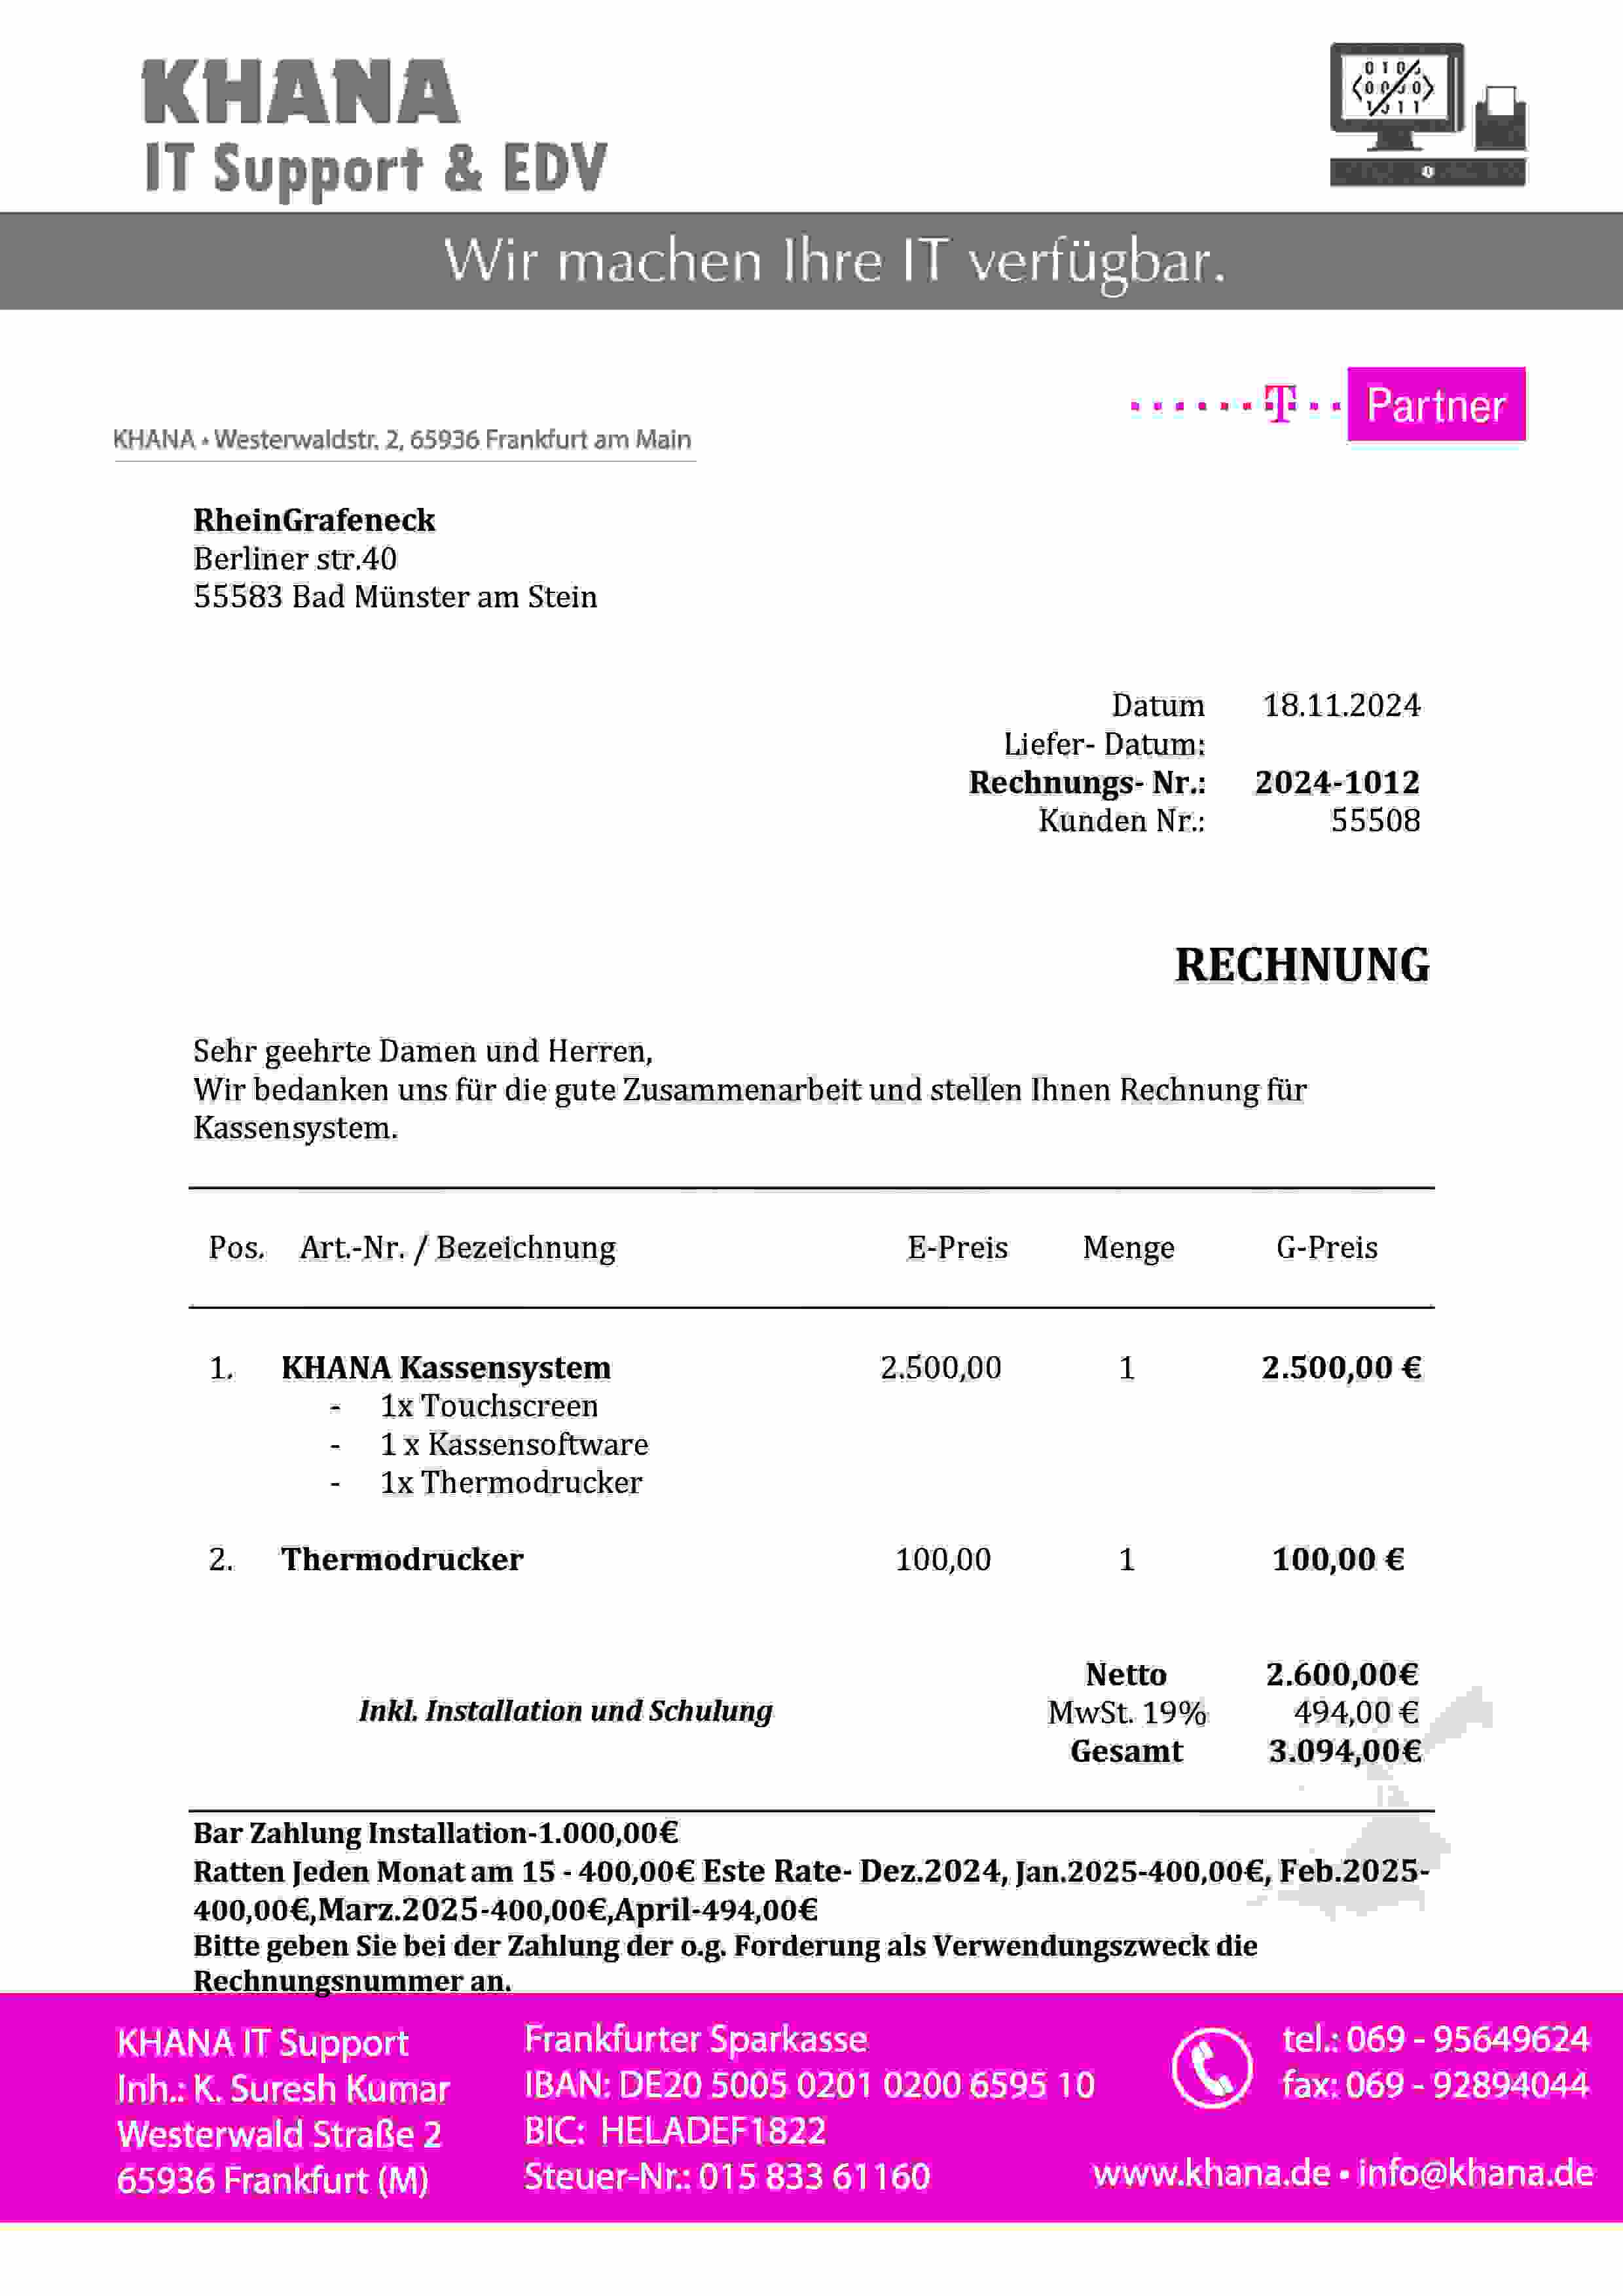 KHANA
IT Support & EDV
Wir machen Ihre IT verfügbar.
T Partner
KHANA • Westerwaldstr. 2, 65936 Frankfurt am Main
RheinGrafeneck
Berliner str.40
55583 Bad Münster am Stein
Datum 18.11.2024
Liefer- Datum:
Rechnungs- Nr.: 2024-1012
Kunden Nr.: 55508
RECHNUNG
Sehr geehrte Damen und Herren,
Wir bedanken uns für die gute Zusammenarbeit und stellen Ihnen Rechnung für
Kassensystem.
Pos. Art.-Nr. / Bezeichnung E-Preis Menge G-Preis
1. KHANA Kassensystem 2.500,00 1 2.500,00 €
- 1x Touchscreen
- 1 x Kassensoftware
- 1x Thermodrucker
2. Thermodrucker 100,00 1 100,00 €
Netto 2.600,00€
Inkl. Installation und Schulung MwSt. 19% 494,00 €
Gesamt 3.094,00€
Bar Zahlung Installation-1.000,00€
Ratten Jeden Monat am 15 - 400,00€ Este Rate- Dez.2024, Jan.2025-400,00€, Feb.2025-
400,00€,Marz.2025-400,00€,April-494,00€
Bitte geben Sie bei der Zahlung der o.g. Forderung als Verwendungszweck die
Rechnungsnummer an.
KHANA IT Support
Inh.: K. Suresh Kumar
Westerwald Straße 2
65936 Frankfurt (M)
Frankfurter Sparkasse
IBAN: DE20 5005 0201 0200 6595 10
BIC: HELADEF1822
Steuer-Nr.: 015 833 61160
tel.: 069 - 95649624
fax: 069 - 92894044
www.khana.de • info@khana.de